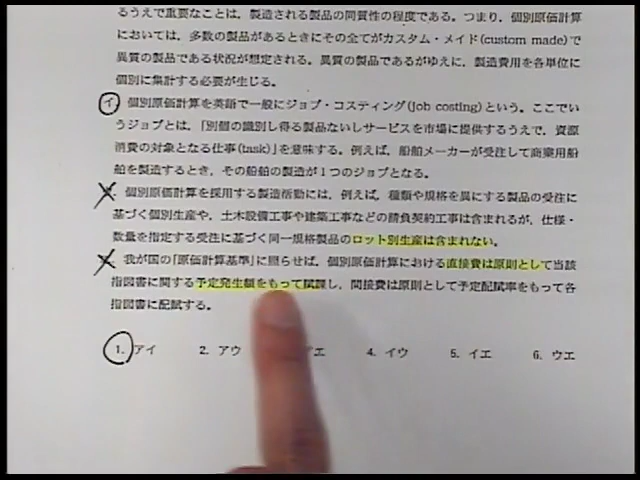 るうえで重要なことは，製造される製品の同質性の程度である。つまり，個別原価計算
においては，多数の製品があるときにその全てがカスタム・メイド(custom made)で
異質の製品である状況が想定される。異質の製品であるがゆえに，製造費用を各単位に
個別に集計する必要が生じる。
イ 個別原価計算を英語で一般にジョブ・コスティング(job costing)という。ここでい
うジョブとは，「別個の識別し得る製品ないしサービスを市場に提供するうえで，資源
消費の対象となる仕事(task)」を意味する。例えば，船舶メーカーが受注して商業用船
舶を製造するとき，その船舶の製造が1つのジョブとなる。
個別原価計算を採用する製造活動には，例えば，種類や規格を異にする製品の受注に
基づく個別生産や，土木設備工事や建築工事などの請負契約工事は含まれるが，仕様・
数量を指定する受注に基づく同一規格製品のロット別生産は含まれない。
我が国の「原価計算基準」に照らせば，個別原価計算における直接費は原則として当該
指図書に関する予定発生額をもって賦課し，間接費は原則として予定配賦率をもって各
指図書に配賦する。
1. アイ 2. アウ エ 4. イウ 5. イエ 6. ウエ